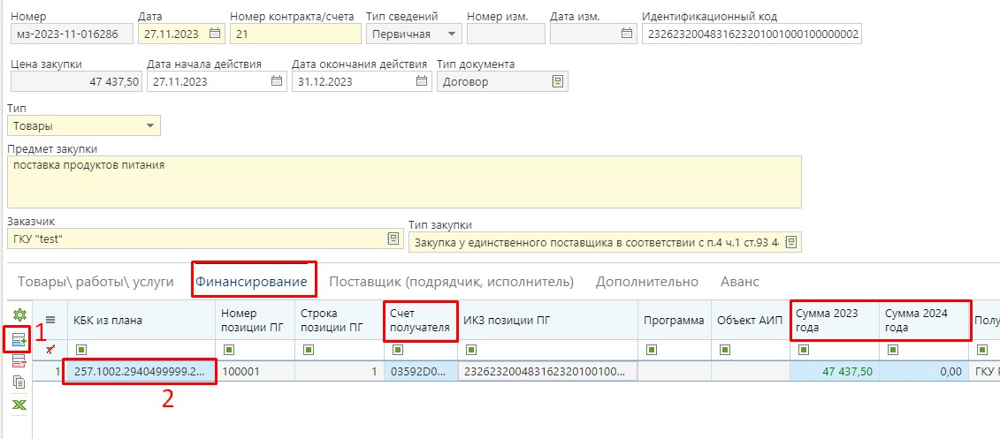 Номер Дата Номер контракта/счета Тип сведений Номер изм. Дата изм. Идентификационный код
мз-2023-11-016286 27.11.2023 21 Первичная 232623200483162320100100010000002
Цена закупки Дата начала действия Дата окончания действия Тип документа
47 437,50 27.11.2023 31.12.2023 Договор
Тип
Товары
Предмет закупки
поставка продуктов питания
Заказчик Тип закупки
ГКУ "test" Закупка у единственного поставщика в соответствии с п.4 ч.1 ст.93 4
Товары\ работы\ услуги Финансирование Поставщик (подрядчик, исполнитель) Дополнительно Аванс
КБК из плана Номер позиции ПГ Строка позиции ПГ Счет получателя ИКЗ позиции ПГ Программа Объект АИП Сумма 2023 года Сумма 2024 года Полу
1
1 257.1002.2940499999.2... 100001 1 03592D0... 232623200483162320100100... 47 437,50 0,00 ГКУ
2